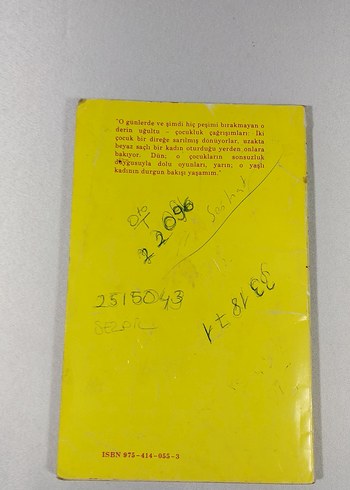 "O günlerde ve şimdi hiç peşimi bırakmayan o
derin uğultu – çocukluk çağrışımları: İki
çocuk bir direğe sarılmış dönüyorlar, uzakta
beyaz saçlı bir kadın oturduğu yerden onlara
bakıyor. Dün; o çocukların sonsuzluk
duygusuyla dolu oyunları, yarın; o yaşlı
kadının durgun bakışı yaşamım."
2096
2515043
33 18 71
ISBN 975-414-055-3